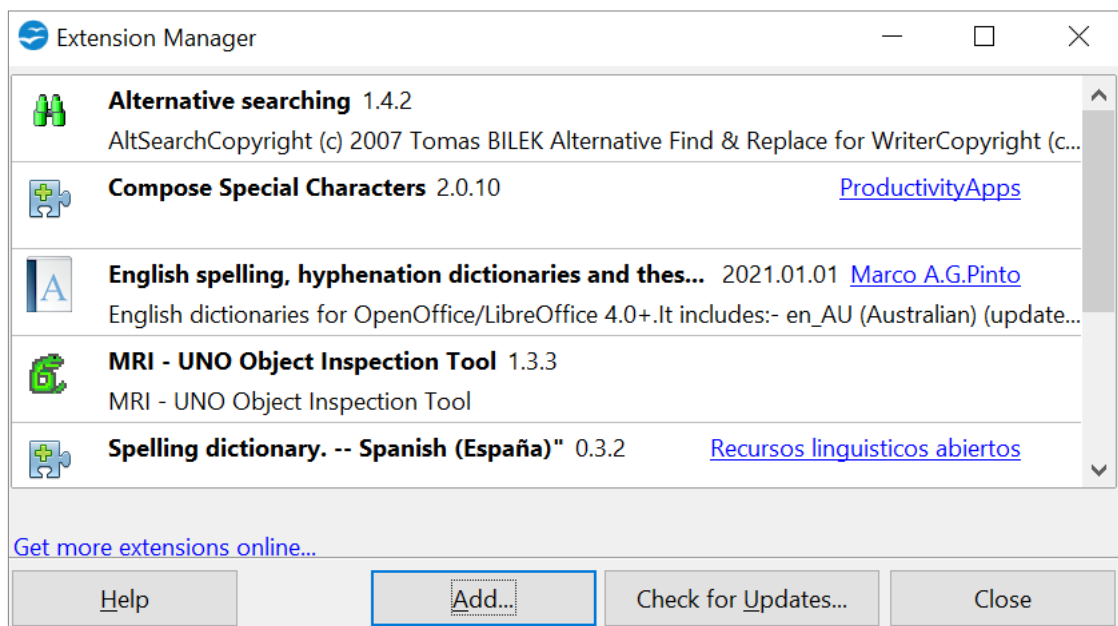 Extension Manager
Alternative searching 1.4.2
AltSearchCopyright (c) 2007 Tomas BILEK Alternative Find & Replace for WriterCopyright (c...
Compose Special Characters 2.0.10 ProductivityApps
English spelling, hyphenation dictionaries and thes... 2021.01.01 Marco A.G.Pinto
English dictionaries for OpenOffice/LibreOffice 4.0+.It includes:- en_AU (Australian) (update...
MRI - UNO Object Inspection Tool 1.3.3
MRI - UNO Object Inspection Tool
Spelling dictionary. -- Spanish (España)" 0.3.2 Recursos linguisticos abiertos
Get more extensions online...
Help Add... Check for Updates... Close